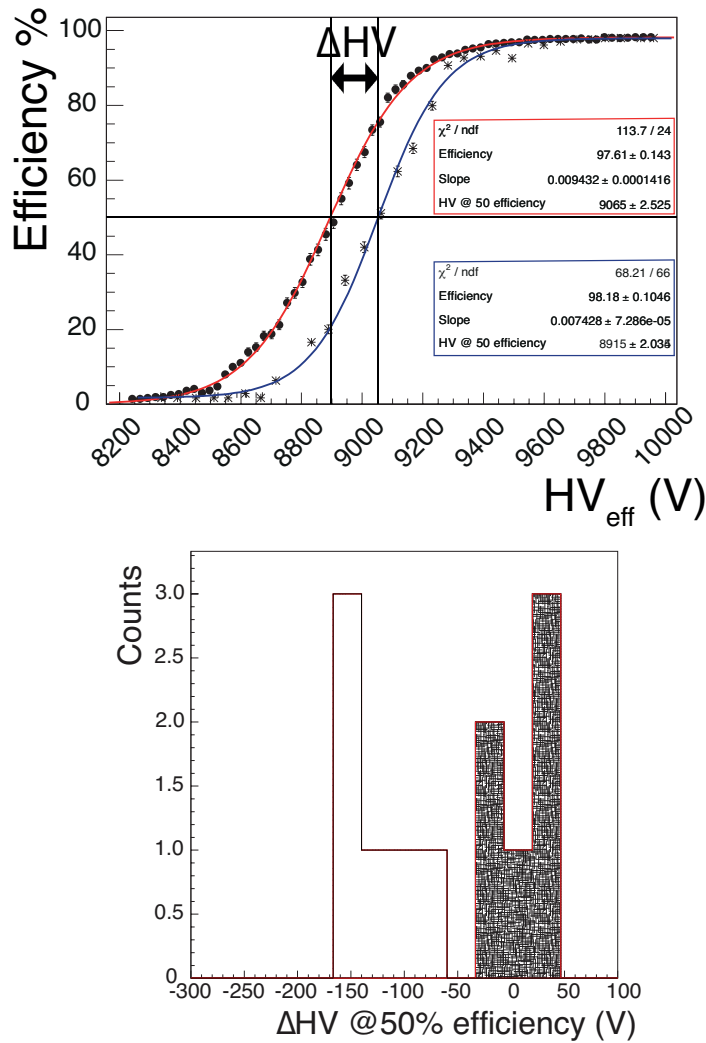 ΔHV
Efficiency %
100
80
60
40
20
0
χ² / ndf 113.7 / 24
Efficiency 97.61 ± 0.143
Slope 0.009432 ± 0.0001416
HV @ 50 efficiency 9065 ± 2.525
χ² / ndf 68.21 / 66
Efficiency 98.18 ± 0.1046
Slope 0.007428 ± 7.286e-05
HV @ 50 efficiency 8915 ± 2.035
8200 8400 8600 8800 9000 9200 9400 9600 9800 10000
HVeff (V)
Counts
3.0
2.5
2.0
1.5
1.0
0.5
0
-300 -250 -200 -150 -100 -50 0 50 100
ΔHV @50% efficiency (V)